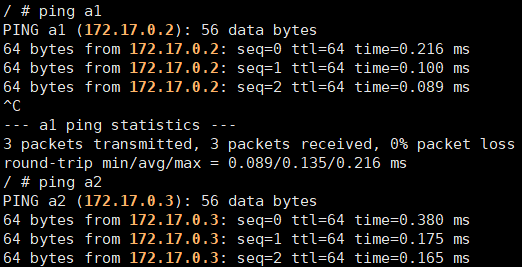 / # ping a1
PING a1 (172.17.0.2): 56 data bytes
64 bytes from 172.17.0.2: seq=0 ttl=64 time=0.216 ms
64 bytes from 172.17.0.2: seq=1 ttl=64 time=0.100 ms
64 bytes from 172.17.0.2: seq=2 ttl=64 time=0.089 ms
^C
--- a1 ping statistics ---
3 packets transmitted, 3 packets received, 0% packet loss
round-trip min/avg/max = 0.089/0.135/0.216 ms
/ # ping a2
PING a2 (172.17.0.3): 56 data bytes
64 bytes from 172.17.0.3: seq=0 ttl=64 time=0.380 ms
64 bytes from 172.17.0.3: seq=1 ttl=64 time=0.175 ms
64 bytes from 172.17.0.3: seq=2 ttl=64 time=0.165 ms